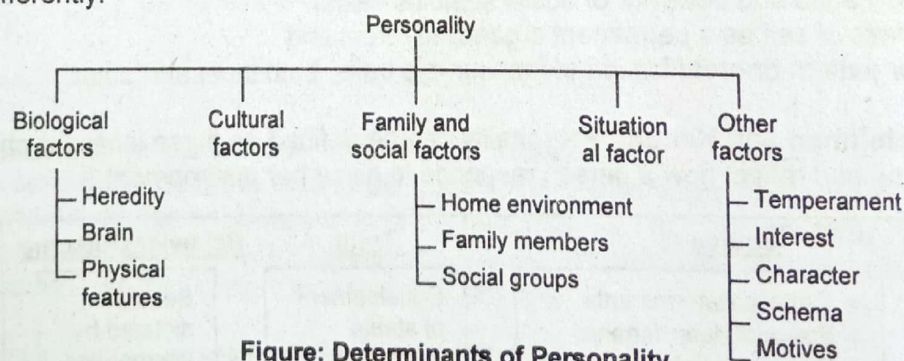 Personality
Biological factors
Heredity
Brain
Physical features
Cultural factors
Family and social factors
Home environment
Family members
Social groups
Situation al factor
Other factors
Temperament
Interest
Character
Schema
Motives
Figure: Determinants of Personality